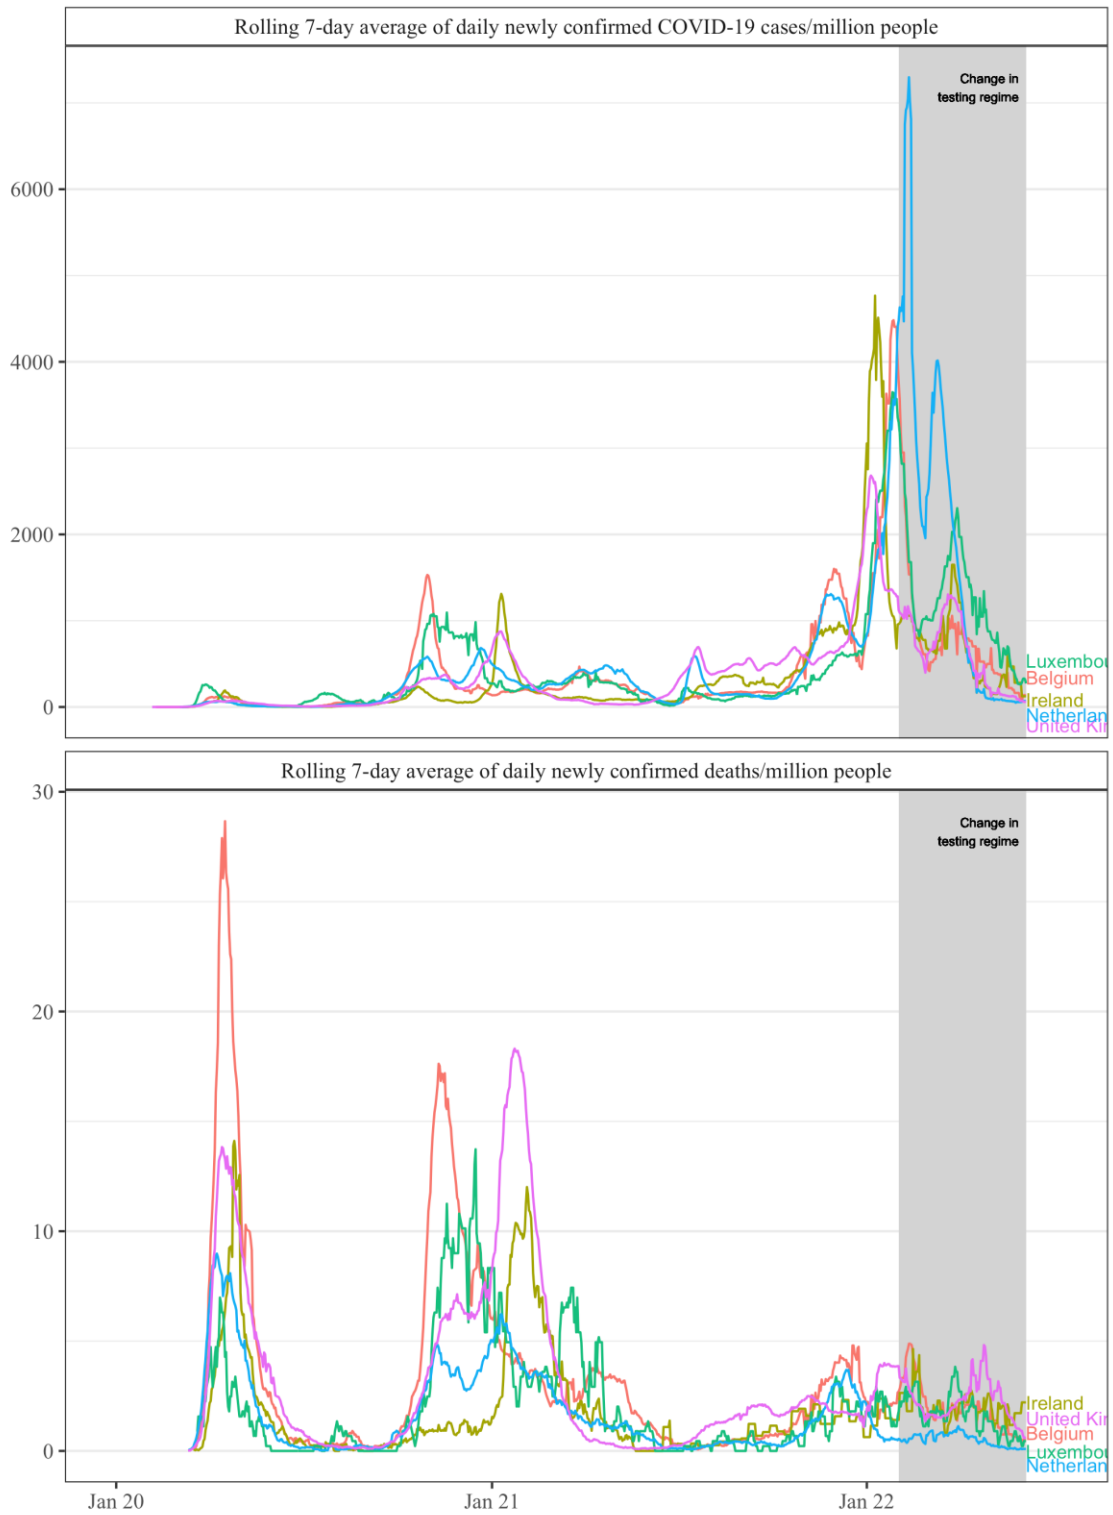 Rolling 7-day average of daily newly confirmed COVID-19 cases/million people
Change in
testing regime
6000
4000
2000
0
Luxembou
Belgium
Ireland
Netherlan
United Kin
Rolling 7-day average of daily newly confirmed deaths/million people
30
Change in
testing regime
20
10
0
Ireland
United Kin
Belgium
Luxembou
Netherlan
Jan 20
Jan 21
Jan 22